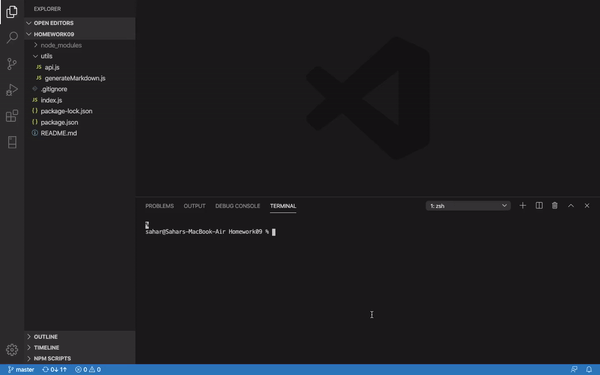 EXPLORER
OPEN EDITORS
HOMEWORK09
node_modules
utils
JS api.js
JS generateMarkdown.js
.gitignore
JS index.js
{} package-lock.json
{} package.json
README.md
OUTLINE
TIMELINE
NPM SCRIPTS
PROBLEMS OUTPUT DEBUG CONSOLE TERMINAL 1: zsh
%
sahar@Sahars-MacBook-Air Homework09 %
master 0↓ 1↑ 0 0